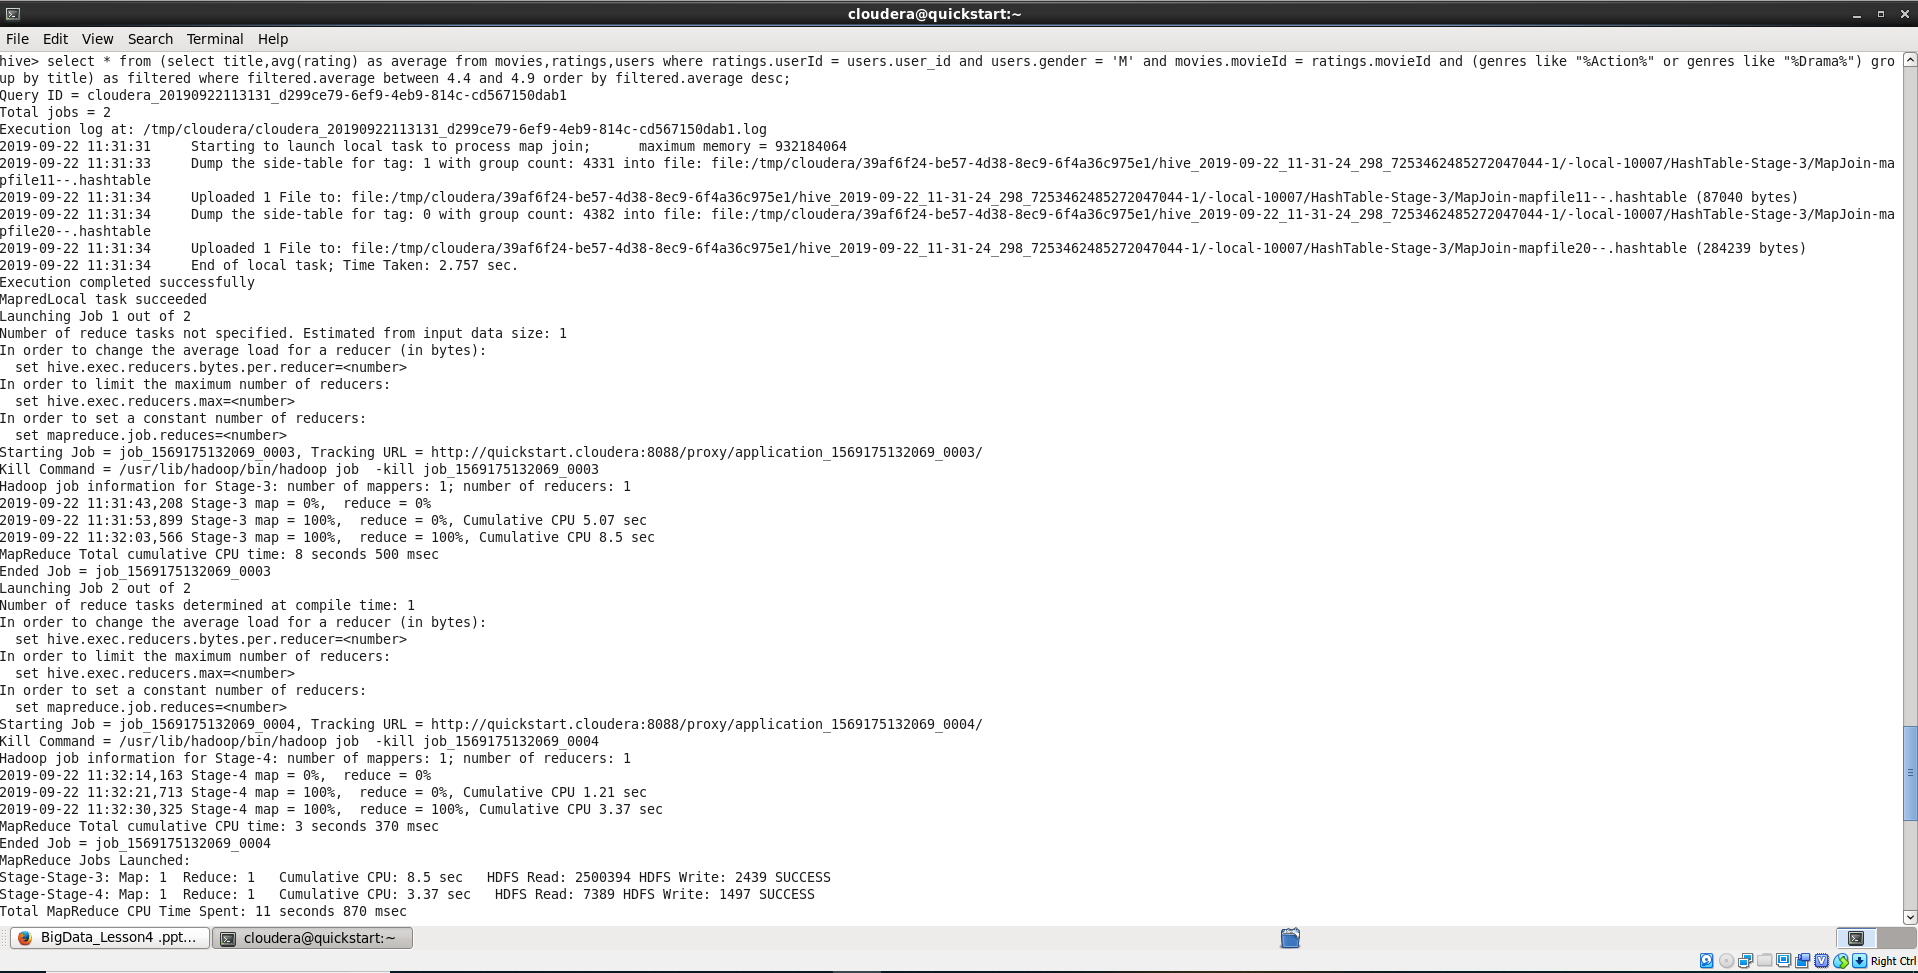 cloudera@quickstart:~
File Edit View Search Terminal Help
hive> select * from (select title,avg(rating) as average from movies,ratings,users where ratings.userId = users.user_id and users.gender = 'M' and movies.movieId = ratings.movieId and (genres like "%Action%" or genres like "%Drama%") gro
up by title) as filtered where filtered.average between 4.4 and 4.9 order by filtered.average desc;
Query ID = cloudera_20190922113131_d299ce79-6ef9-4eb9-814c-cd567150dab1
Total jobs = 2
Execution log at: /tmp/cloudera/cloudera_20190922113131_d299ce79-6ef9-4eb9-814c-cd567150dab1.log
2019-09-22 11:31:31     Starting to launch local task to process map join;      maximum memory = 932184064
2019-09-22 11:31:33     Dump the side-table for tag: 1 with group count: 4331 into file: file:/tmp/cloudera/39af6f24-be57-4d38-8ec9-6f4a36c975e1/hive_2019-09-22_11-31-24_298_7253462485272047044-1/-local-10007/HashTable-Stage-3/MapJoin-ma
pfile11--.hashtable
2019-09-22 11:31:34     Uploaded 1 File to: file:/tmp/cloudera/39af6f24-be57-4d38-8ec9-6f4a36c975e1/hive_2019-09-22_11-31-24_298_7253462485272047044-1/-local-10007/HashTable-Stage-3/MapJoin-mapfile11--.hashtable (87040 bytes)
2019-09-22 11:31:34     Dump the side-table for tag: 0 with group count: 4382 into file: file:/tmp/cloudera/39af6f24-be57-4d38-8ec9-6f4a36c975e1/hive_2019-09-22_11-31-24_298_7253462485272047044-1/-local-10007/HashTable-Stage-3/MapJoin-ma
pfile20--.hashtable
2019-09-22 11:31:34     Uploaded 1 File to: file:/tmp/cloudera/39af6f24-be57-4d38-8ec9-6f4a36c975e1/hive_2019-09-22_11-31-24_298_7253462485272047044-1/-local-10007/HashTable-Stage-3/MapJoin-mapfile20--.hashtable (284239 bytes)
2019-09-22 11:31:34     End of local task; Time Taken: 2.757 sec.
Execution completed successfully
MapredLocal task succeeded
Launching Job 1 out of 2
Number of reduce tasks not specified. Estimated from input data size: 1
In order to change the average load for a reducer (in bytes):
  set hive.exec.reducers.bytes.per.reducer=<number>
In order to limit the maximum number of reducers:
  set hive.exec.reducers.max=<number>
In order to set a constant number of reducers:
  set mapreduce.job.reduces=<number>
Starting Job = job_1569175132069_0003, Tracking URL = http://quickstart.cloudera:8088/proxy/application_1569175132069_0003/
Kill Command = /usr/lib/hadoop/bin/hadoop job  -kill job_1569175132069_0003
Hadoop job information for Stage-3: number of mappers: 1; number of reducers: 1
2019-09-22 11:31:43,208 Stage-3 map = 0%,  reduce = 0%
2019-09-22 11:31:53,899 Stage-3 map = 100%,  reduce = 0%, Cumulative CPU 5.07 sec
2019-09-22 11:32:03,566 Stage-3 map = 100%,  reduce = 100%, Cumulative CPU 8.5 sec
MapReduce Total cumulative CPU time: 8 seconds 500 msec
Ended Job = job_1569175132069_0003
Launching Job 2 out of 2
Number of reduce tasks determined at compile time: 1
In order to change the average load for a reducer (in bytes):
  set hive.exec.reducers.bytes.per.reducer=<number>
In order to limit the maximum number of reducers:
  set hive.exec.reducers.max=<number>
In order to set a constant number of reducers:
  set mapreduce.job.reduces=<number>
Starting Job = job_1569175132069_0004, Tracking URL = http://quickstart.cloudera:8088/proxy/application_1569175132069_0004/
Kill Command = /usr/lib/hadoop/bin/hadoop job  -kill job_1569175132069_0004
Hadoop job information for Stage-4: number of mappers: 1; number of reducers: 1
2019-09-22 11:32:14,163 Stage-4 map = 0%,  reduce = 0%
2019-09-22 11:32:21,713 Stage-4 map = 100%,  reduce = 0%, Cumulative CPU 1.21 sec
2019-09-22 11:32:30,325 Stage-4 map = 100%,  reduce = 100%, Cumulative CPU 3.37 sec
MapReduce Total cumulative CPU time: 3 seconds 370 msec
Ended Job = job_1569175132069_0004
MapReduce Jobs Launched:
Stage-Stage-3: Map: 1  Reduce: 1   Cumulative CPU: 8.5 sec   HDFS Read: 2500394 HDFS Write: 2439 SUCCESS
Stage-Stage-4: Map: 1  Reduce: 1   Cumulative CPU: 3.37 sec   HDFS Read: 7389 HDFS Write: 1497 SUCCESS
Total MapReduce CPU Time Spent: 11 seconds 870 msec
BigData_Lesson4 .ppt... cloudera@quickstart:~
Right Ctrl